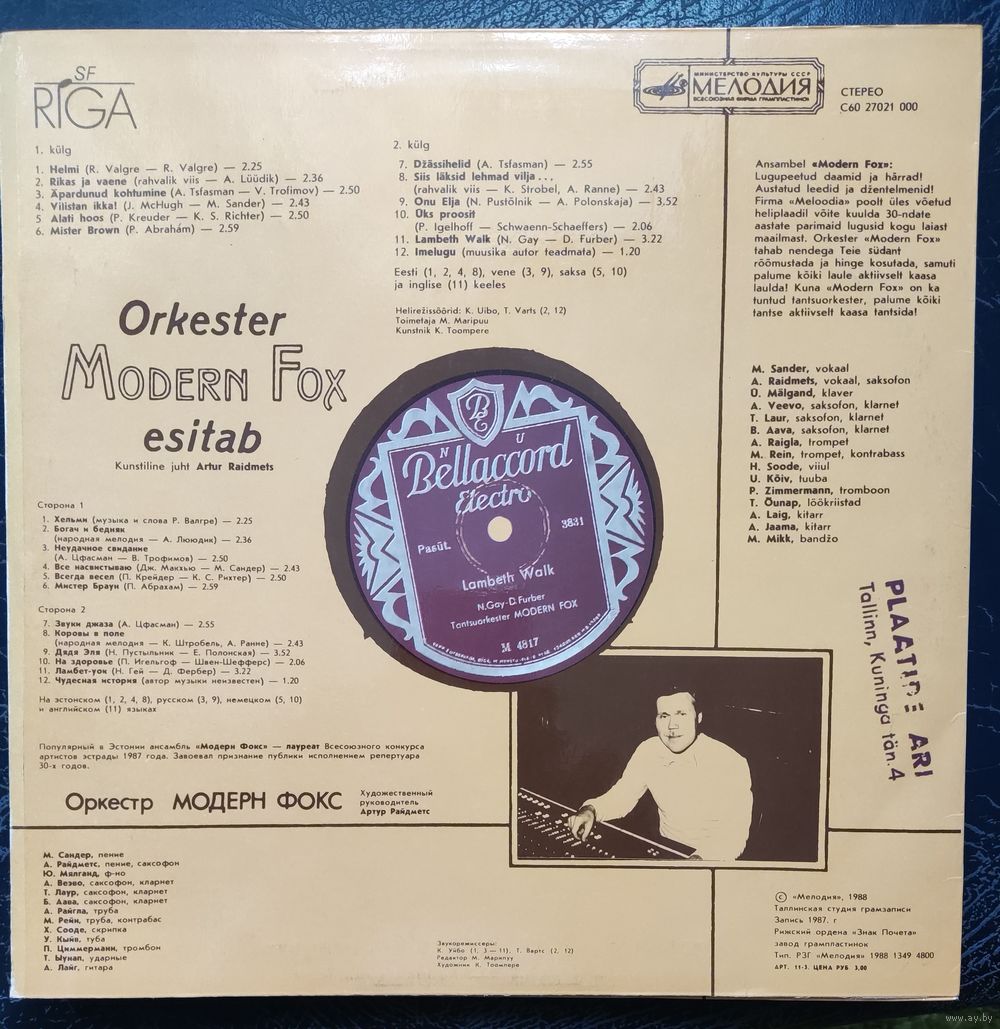 SF
RĪGA
МИНИСТЕРСТВО КУЛЬТУРЫ СССР
МЕЛОДИЯ
ВСЕСОЮЗНАЯ ФИРМА ГРАМПЛАСТИНОК
СТЕРЕО
С60 27021 000
1. külg
1. Helmi (R. Valgre — R. Valgre) — 2.25
2. Rikas ja vaene (rahvalik viis — A. Lüüdik) — 2.36
3. Äpardunud kohtumine (A. Tsfasman — V. Trofimov) — 2.50
4. Vilistan ikka! (J. McHugh — M. Sander) — 2.43
5 Alati hoos (P. Kreuder — K. S. Richter) — 2.50
6. Mister Brown (P. Abrahám) — 2.59
2. külg
7. Džässihelid (A. Tsfasman) — 2.55
8. Siis läksid lehmad vilja...
(rahvalik viis — K. Strobel, A. Ranne) — 2.43
9. Onu Elja (N. Pustõlnik — A. Polonskaja) — 3.52
10. Üks proosit
(P. Igelhoff — Schwaenn-Schaeffers) — 2.06
11. Lambeth Walk (N. Gay — D. Furber) — 3.22
12. Imelugu (muusika autor teadmata) — 1.20
Eesti (1, 2, 4, 8), vene (3, 9), saksa (5, 10)
ja inglise (11) keeles
Helirežissöörid: K. Uibo, T. Varts (2, 12)
Toimetaja M. Maripuu
Kunstnik K. Toompere
Ansambel «Modern Fox»:
Lugupeetud daamid ja härrad!
Austatud leedid ja džentelmenid!
Firma «Meloodia» poolt üles võetud
heliplaadil võite kuulda 30-ndate
aastate parimaid lugusid kogu laiast
maailmast. Orkester «Modern Fox»
tahab nendega Teie südant
rõõmustada ja hinge kosutada, samuti
palume kõiki laule aktiivselt kaasa
laulda! Kuna «Modern Fox» on ka
tuntud tantsuorkester, palume kõiki
tantse aktiivselt kaasa tantsida!
Orkester
MODERN FOX
esitab
Kunstiline juht Artur Raidmets
M. Sander, vokaal
A. Raidmets, vokaal, saksofon
Ü. Mälgand, klaver
A. Veevo, saksofon, klarnet
T. Laur, saksofon, klarnet
B. Aava, saksofon, klarnet
A. Raigla, trompet
M. Rein, trompet, kontrabass
H. Soode, viiul
U. Kõiv, tuuba
P. Zimmermann, tromboon
T. Õunap, löökriistad
A. Laig, kitarr
A. Jaama, kitarr
M. Mikk, bandžo
N U
Bellaccord
Electro
3831
Pasūt.
Lambeth Walk
N.Gay-D.Furber
Tantsuorkester MODERN FOX
M 4817
Сторона 1
1. Хельми (музыка и слова Р. Валгре) — 2.25
2. Богач и бедняк
(народная мелодия — А. Лююдик) — 2.36
3. Неудачное свидание
(А. Цфасман — В. Трофимов) — 2.50
4. Все насвистываю (Дж. Макхью — М. Сандер) — 2.43
5. Всегда весел (П. Крейдер — К. С. Рихтер) — 2.50
6. Мистер Браун (П. Абрахам) — 2.59
Сторона 2
7. Звуки джаза (А. Цфасман) — 2.55
8. Коровы в поле
(народная мелодия — К. Штробель, А. Ранне) — 2.43
9. Дядя Эля (Н. Пустыльник — Е. Полонская) — 3.52
10. На здоровье (П. Игельгоф — Швен-Шефферс) — 2.06
11. Ламбет-уок (Н. Гей — Д. Фербер) — 3.22
12. Чудесная история (автор музыки неизвестен) — 1.20
На эстонском (1, 2, 4, 8), русском (3, 9), немецком (5, 10)
и английском (11) языках
Популярный в Эстонии ансамбль «Модерн Фокс» — лауреат Всесоюзного конкурса
артистов эстрады 1987 года. Завоевал признание публики исполнением репертуара
30-х годов.
Оркестр МОДЕРН ФОКС
Художественный
руководитель
Артур Райдметс
PLAATIDE ARI
Tallinn, Kuninga tän. 4
М. Сандер, пение
А. Райдметс, пение, саксофон
Ю. Мялганд, ф-но
А. Веэво, саксофон, кларнет
Т. Лаур, саксофон, кларнет
Б. Аава, саксофон, кларнет
А. Райгла, труба
М. Рейн, труба, контрабас
Х. Сооде, скрипка
У. Кыйв, туба
П. Циммерманн, тромбон
Т. Ыунап, ударные
А. Лайг, гитара
Звукорежиссеры:
К. Уйбо (1, 3—11), Т. Вартс (2, 12)
Редактор М. Марипуу
Художник К. Тоомпере
© «Мелодия», 1988
Таллинская студия грамзаписи
Запись 1987. г
Рижский ордена «Знак Почета»
завод грампластинок
Тип. РЗГ «Мелодия» 1988 1349 4800
АРТ. 11-3. ЦЕНА РУБ 3,00
www.ay.by